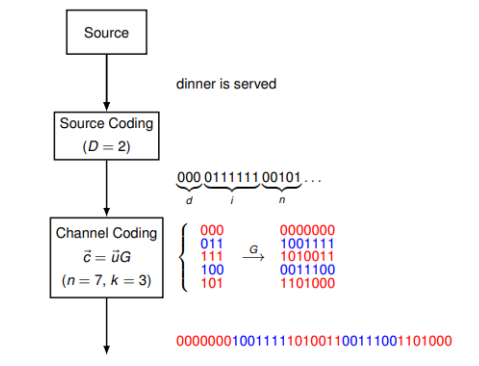 Source
dinner is served
Source Coding
(D = 2)
000 0111111 00101 . . .
d i n
Channel Coding
c⃗ = u⃗G
(n = 7, k = 3)
000 0000000
011 1001111
111 G 1010011
100 0011100
101 1101000
00000001001111101001100111001101000